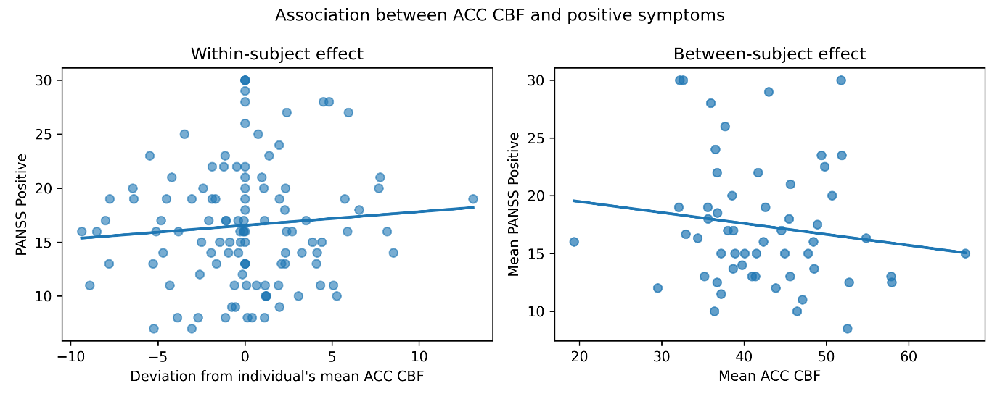 Association between ACC CBF and positive symptoms
Within-subject effect
30
25
20
15
10
PANSS Positive
−10
−5
0
5
10
Deviation from individual's mean ACC CBF
Between-subject effect
30
25
20
15
10
Mean PANSS Positive
20
30
40
50
60
Mean ACC CBF